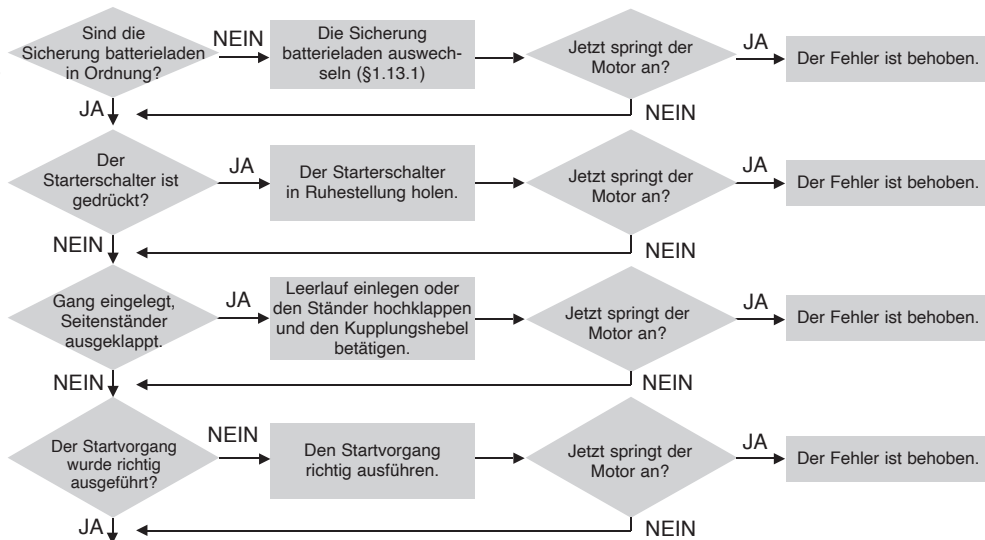 Sind die
Sicherung batterieladen
in Ordnung?
NEIN
Die Sicherung
batterieladen auswech-
seln (§1.13.1)
Jetzt springt der
Motor an?
JA
Der Fehler ist behoben.
JA
NEIN
Der
Starterschalter ist
gedrückt?
JA
Der Starterschalter
in Ruhestellung holen.
Jetzt springt der
Motor an?
JA
Der Fehler ist behoben.
NEIN
NEIN
Gang eingelegt,
Seitenständer
ausgeklappt.
JA
Leerlauf einlegen oder
den Ständer hochklappen
und den Kupplungshebel
betätigen.
Jetzt springt der
Motor an?
JA
Der Fehler ist behoben.
NEIN
NEIN
Der Startvorgang
wurde richtig
ausgeführt?
NEIN
Den Startvorgang
richtig ausführen.
Jetzt springt der
Motor an?
JA
Der Fehler ist behoben.
JA
NEIN